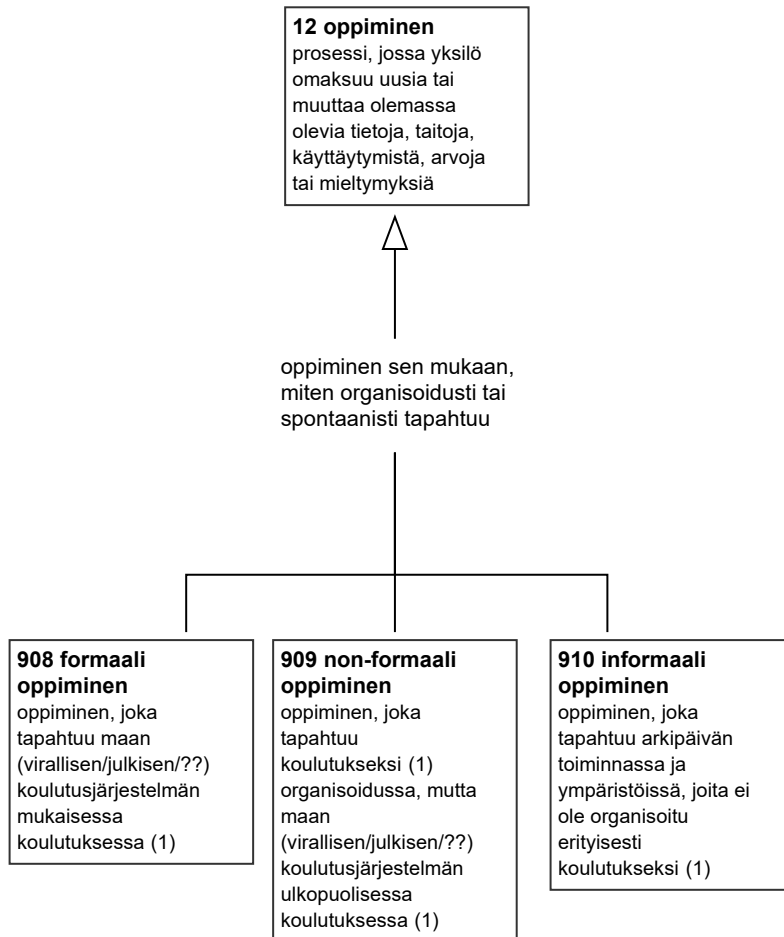 12 oppiminen
prosessi, jossa yksilö
omaksuu uusia tai
muuttaa olemassa
olevia tietoja, taitoja,
käyttäytymistä, arvoja
tai mieltymyksiä
oppiminen sen mukaan,
miten organisoidusti tai
spontaanisti tapahtuu
908 formaali
oppiminen
oppiminen, joka
tapahtuu maan
(virallisen/julkisen/??)
koulutusjärjestelmän
mukaisessa
koulutuksessa (1)
909 non-formaali
oppiminen
oppiminen, joka
tapahtuu
koulutukseksi (1)
organisoidussa, mutta
maan
(virallisen/julkisen/??)
koulutusjärjestelmän
ulkopuolisessa
koulutuksessa (1)
910 informaali
oppiminen
oppiminen, joka
tapahtuu arkipäivän
toiminnassa ja
ympäristöissä, joita ei
ole organisoitu
erityisesti
koulutukseksi (1)